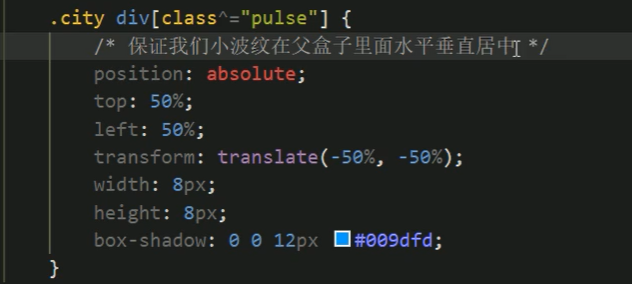 .city div[class^="pulse"] {
/* 保证我们小波纹在父盒子里面水平垂直居中 */
position: absolute;
top: 50%;
left: 50%;
transform: translate(-50%, -50%);
width: 8px;
height: 8px;
box-shadow: 0 0 12px #009dfd;
}